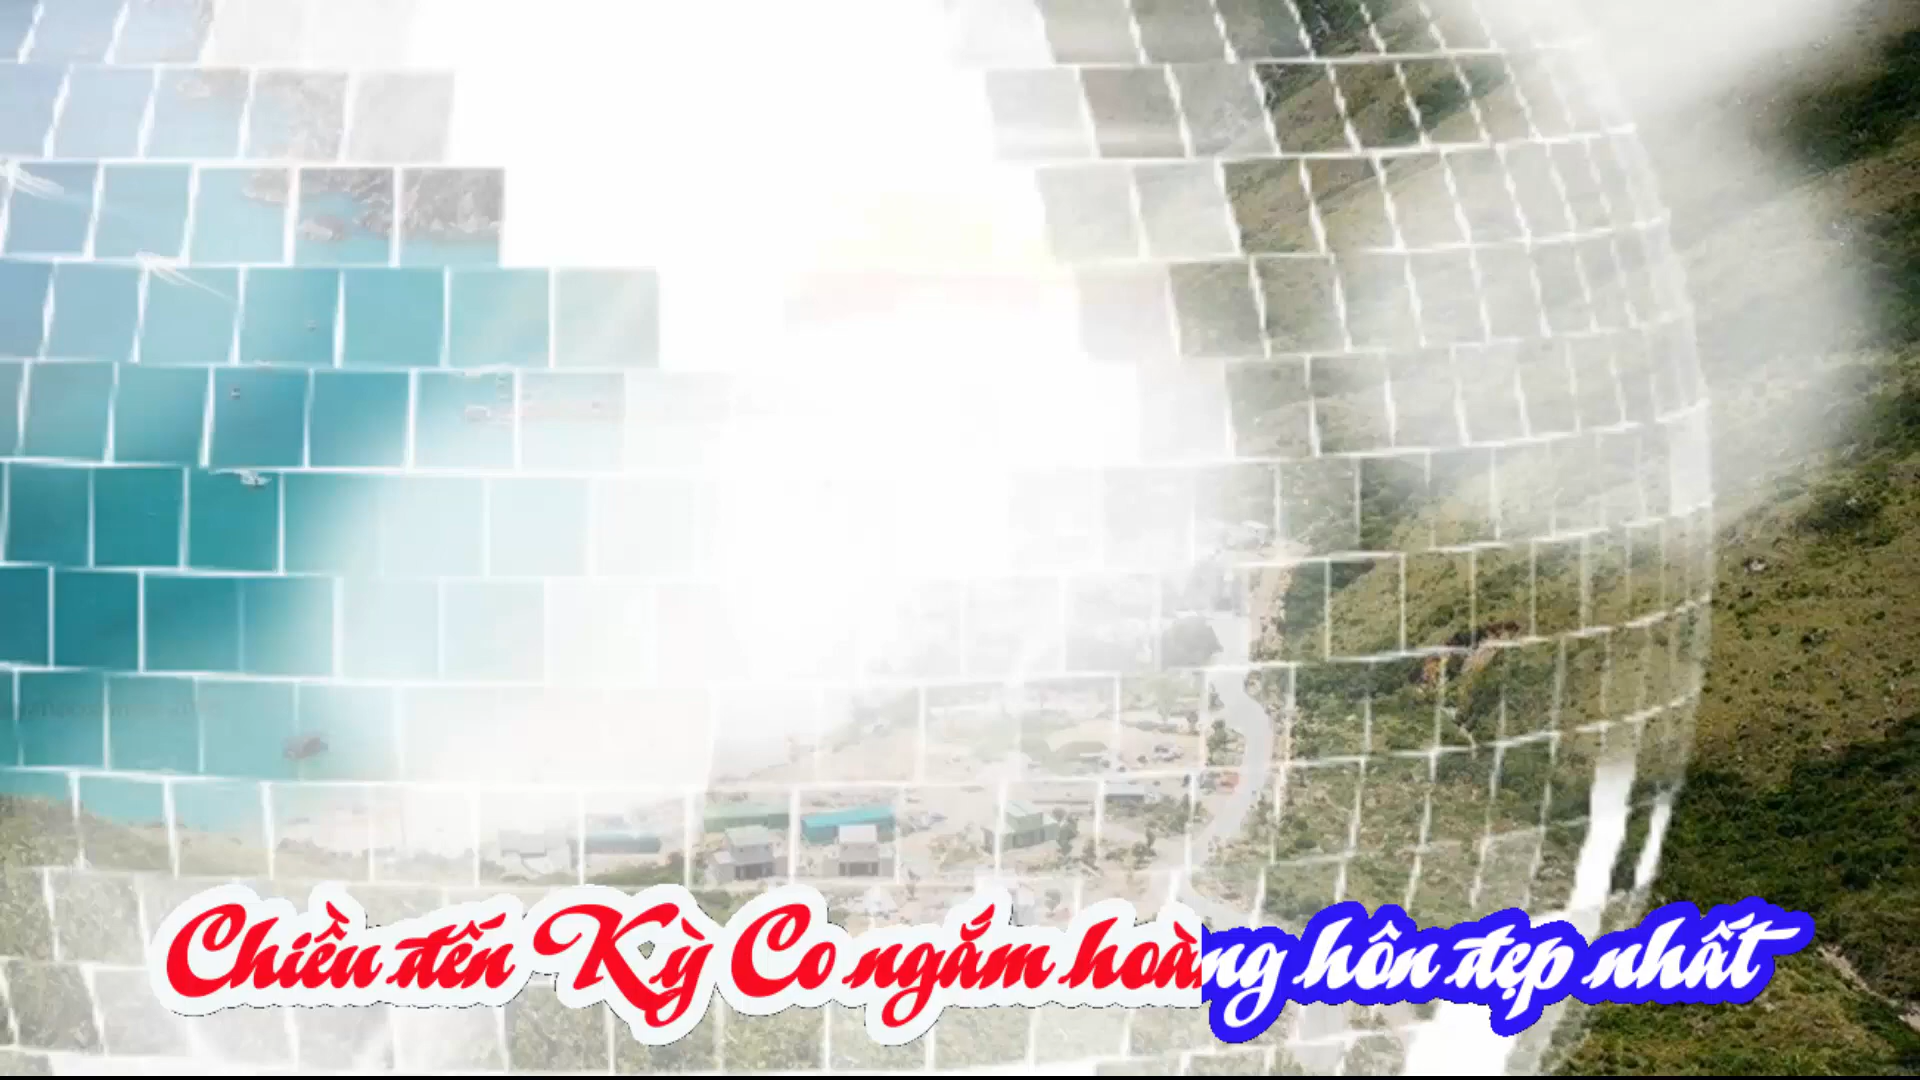 Chiều đến Kỳ Co ngắm hoàng hôn đẹp nhất